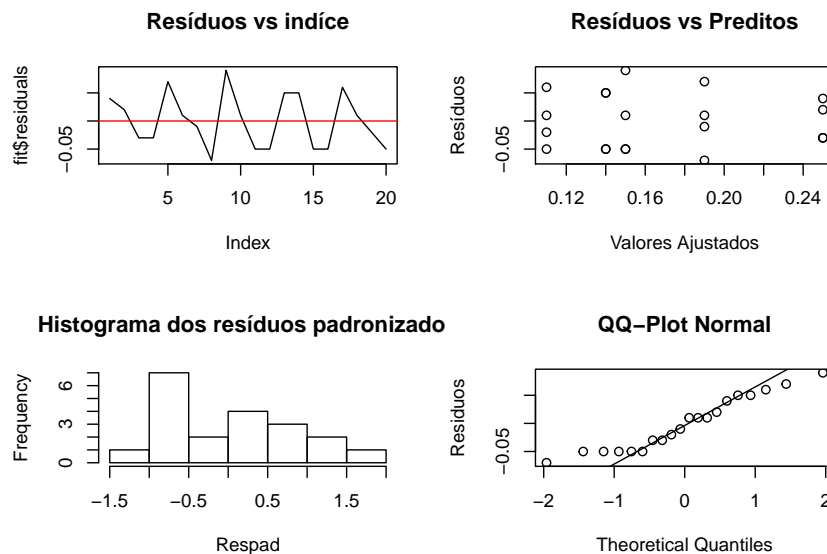 Resíduos vs indíce
fit$residuals
−0.05
5
10
15
20
Index
Resíduos vs Preditos
Resíduos
−0.05
0.12
0.16
0.20
0.24
Valores Ajustados
Histograma dos resíduos padronizado
Frequency
0
3
6
−1.5
−0.5
0.5
1.5
Respad
QQ−Plot Normal
Residuos
−0.05
−2
−1
0
1
2
Theoretical Quantiles